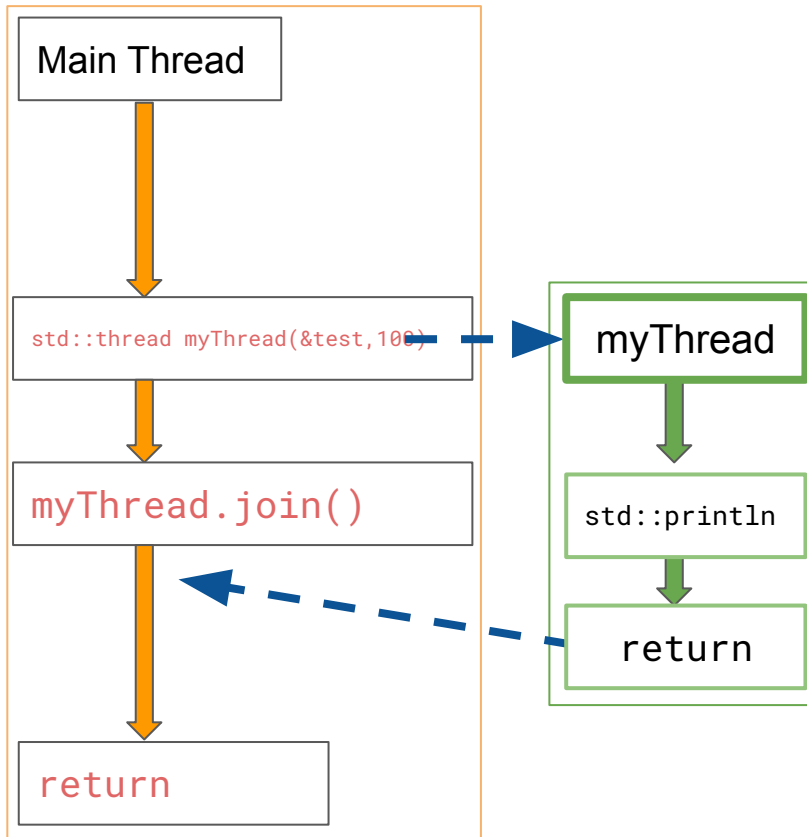 Main Thread
std::thread myThread(&test,100)
myThread.join()
return
myThread
std::println
return